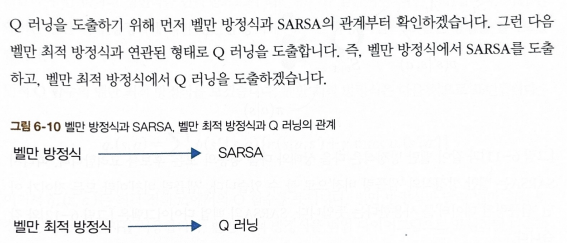 Q 러닝을 도출하기 위해 먼저 벨만 방정식과 SARSA의 관계부터 확인하겠습니다. 그런 다음
벨만 최적 방정식과 연관된 형태로 Q 러닝을 도출합니다. 즉, 벨만 방정식에서 SARSA를 도출
하고, 벨만 최적 방정식에서 Q 러닝을 도출하겠습니다.
그림 6-10 벨만 방정식과 SARSA, 벨만 최적 방정식과 Q 러닝의 관계
벨만 방정식 SARSA
벨만 최적 방정식 Q 러닝